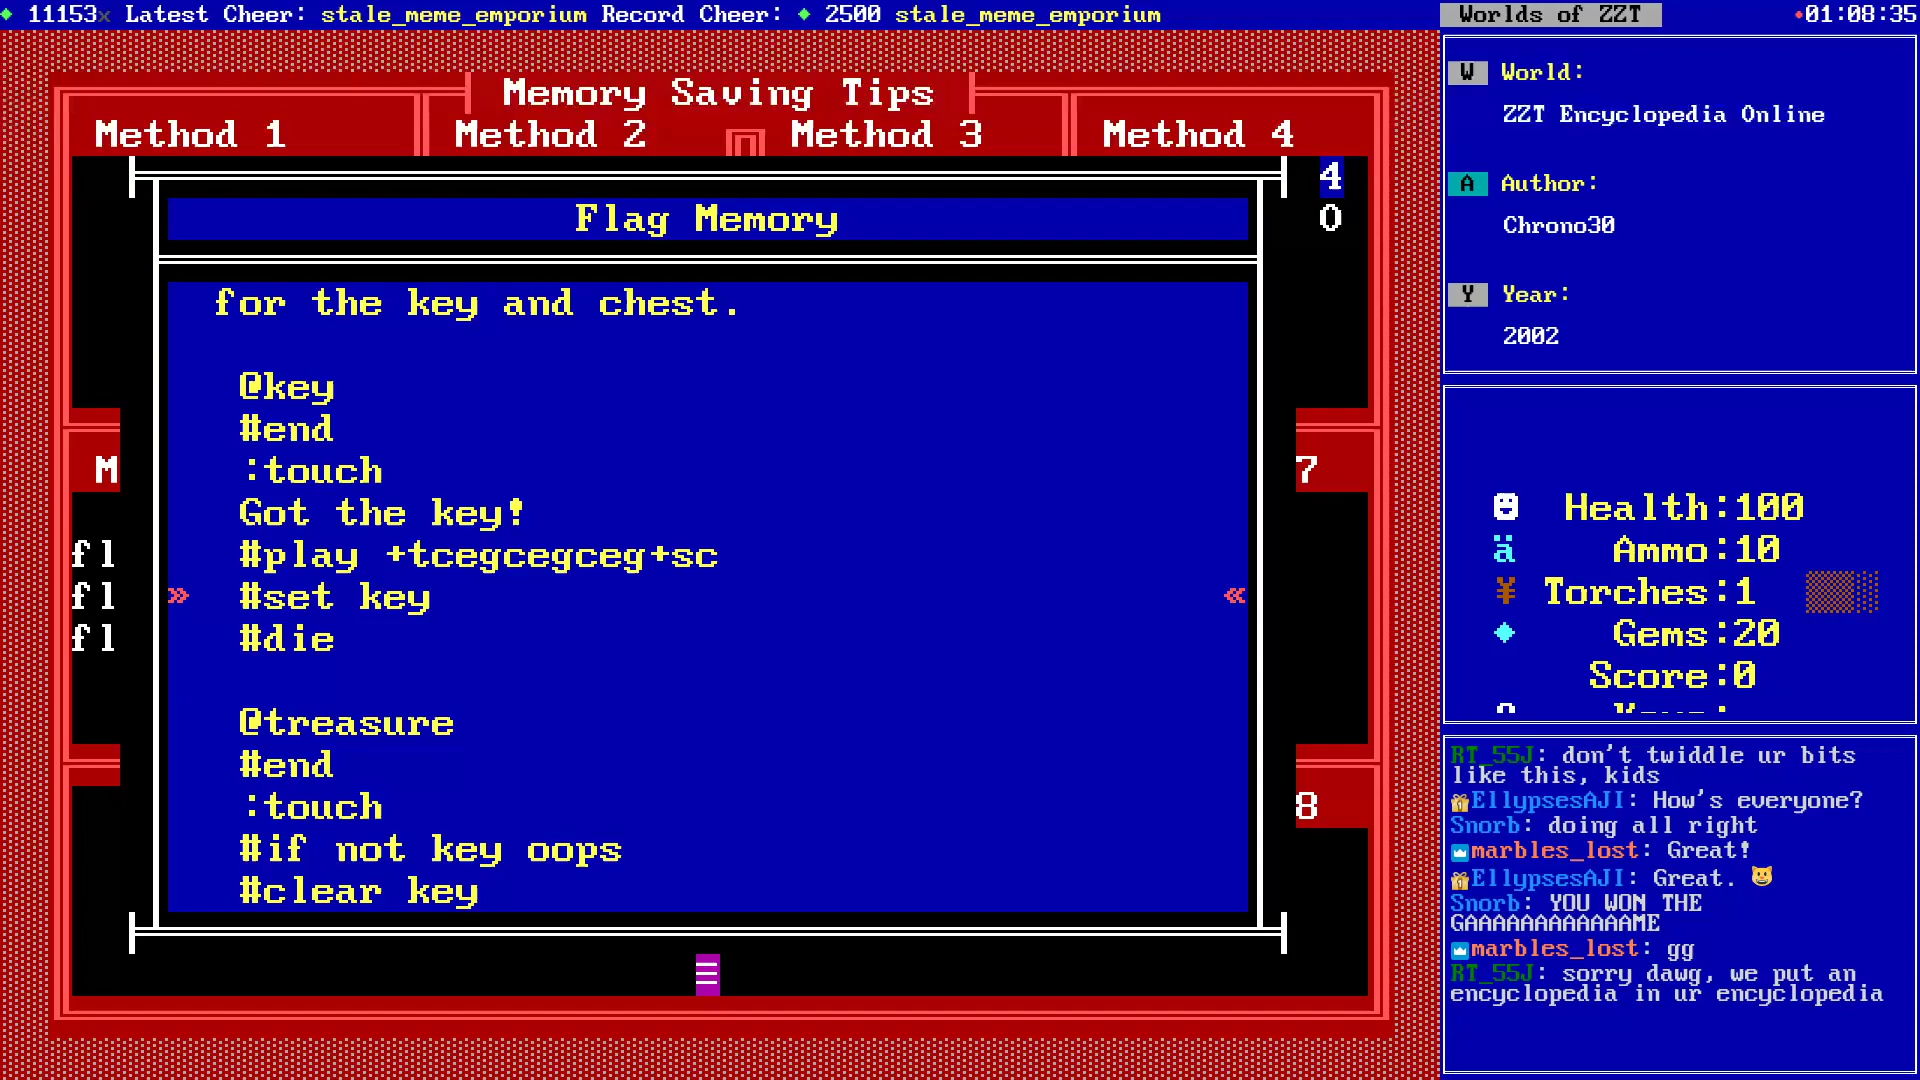 11153x Latest Cheer: stale_meme_emporium Record Cheer: 2500 stale_meme_emporium
Worlds of ZZT
01:08:35
Memory Saving Tips
Method 1
Method 2
Method 3
Method 4
4
0
M
7
fl
fl
fl
8
Flag Memory
for the key and chest.
@key
#end
:touch
Got the key!
#play +tcegcegceg+sc
» #set key «
#die
@treasure
#end
:touch
#if not key oops
#clear key
W World:
ZZT Encyclopedia Online
A Author:
Chrono30
Y Year:
2002
Health:100
Ammo:10
Torches:1
Gems:20
Score:0
RT_55J: don't twiddle ur bits
like this, kids
EllypsesAJI: How's everyone?
Snorb: doing all right
marbles_lost: Great!
EllypsesAJI: Great.
Snorb: YOU WON THE
GAAAAAAAAAAAAME
marbles_lost: gg
RT_55J: sorry dawg, we put an
encyclopedia in ur encyclopedia